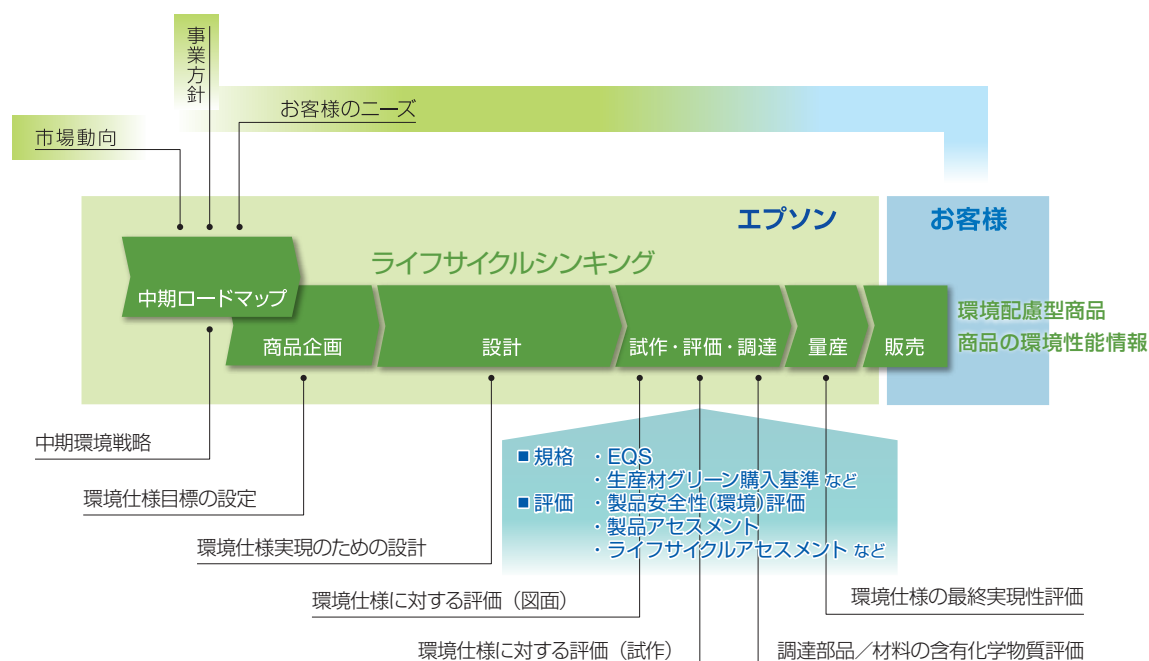 事業方針
お客様のニーズ
市場動向
エプソン
お客様
ライフサイクルシンキング
中期ロードマップ
商品企画
設計
試作・評価・調達
量産
販売
環境配慮型商品
商品の環境性能情報
中期環境戦略
■ 規格 ・EQS
・生産材グリーン購入基準 など
■ 評価 ・製品安全性(環境)評価
・製品アセスメント
・ライフサイクルアセスメント など
環境仕様目標の設定
環境仕様実現のための設計
環境仕様に対する評価（図面）
環境仕様の最終実現性評価
環境仕様に対する評価（試作）
調達部品／材料の含有化学物質評価